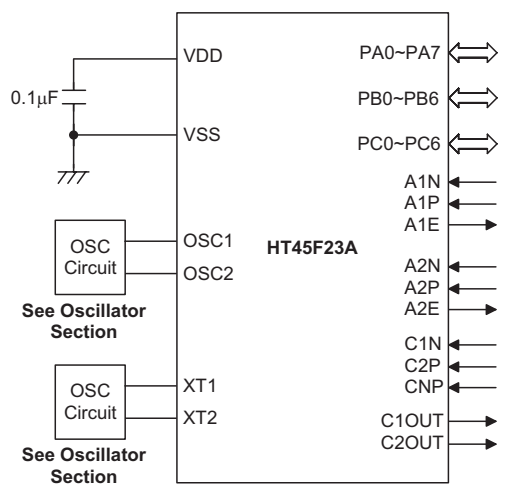 VDD
0.1μF
VSS
OSC
Circuit
OSC1
OSC2
See Oscillator
Section
OSC
Circuit
XT1
XT2
See Oscillator
Section
HT45F23A
PA0~PA7
PB0~PB6
PC0~PC6
A1N
A1P
A1E
A2N
A2P
A2E
C1N
C2P
CNP
C1OUT
C2OUT